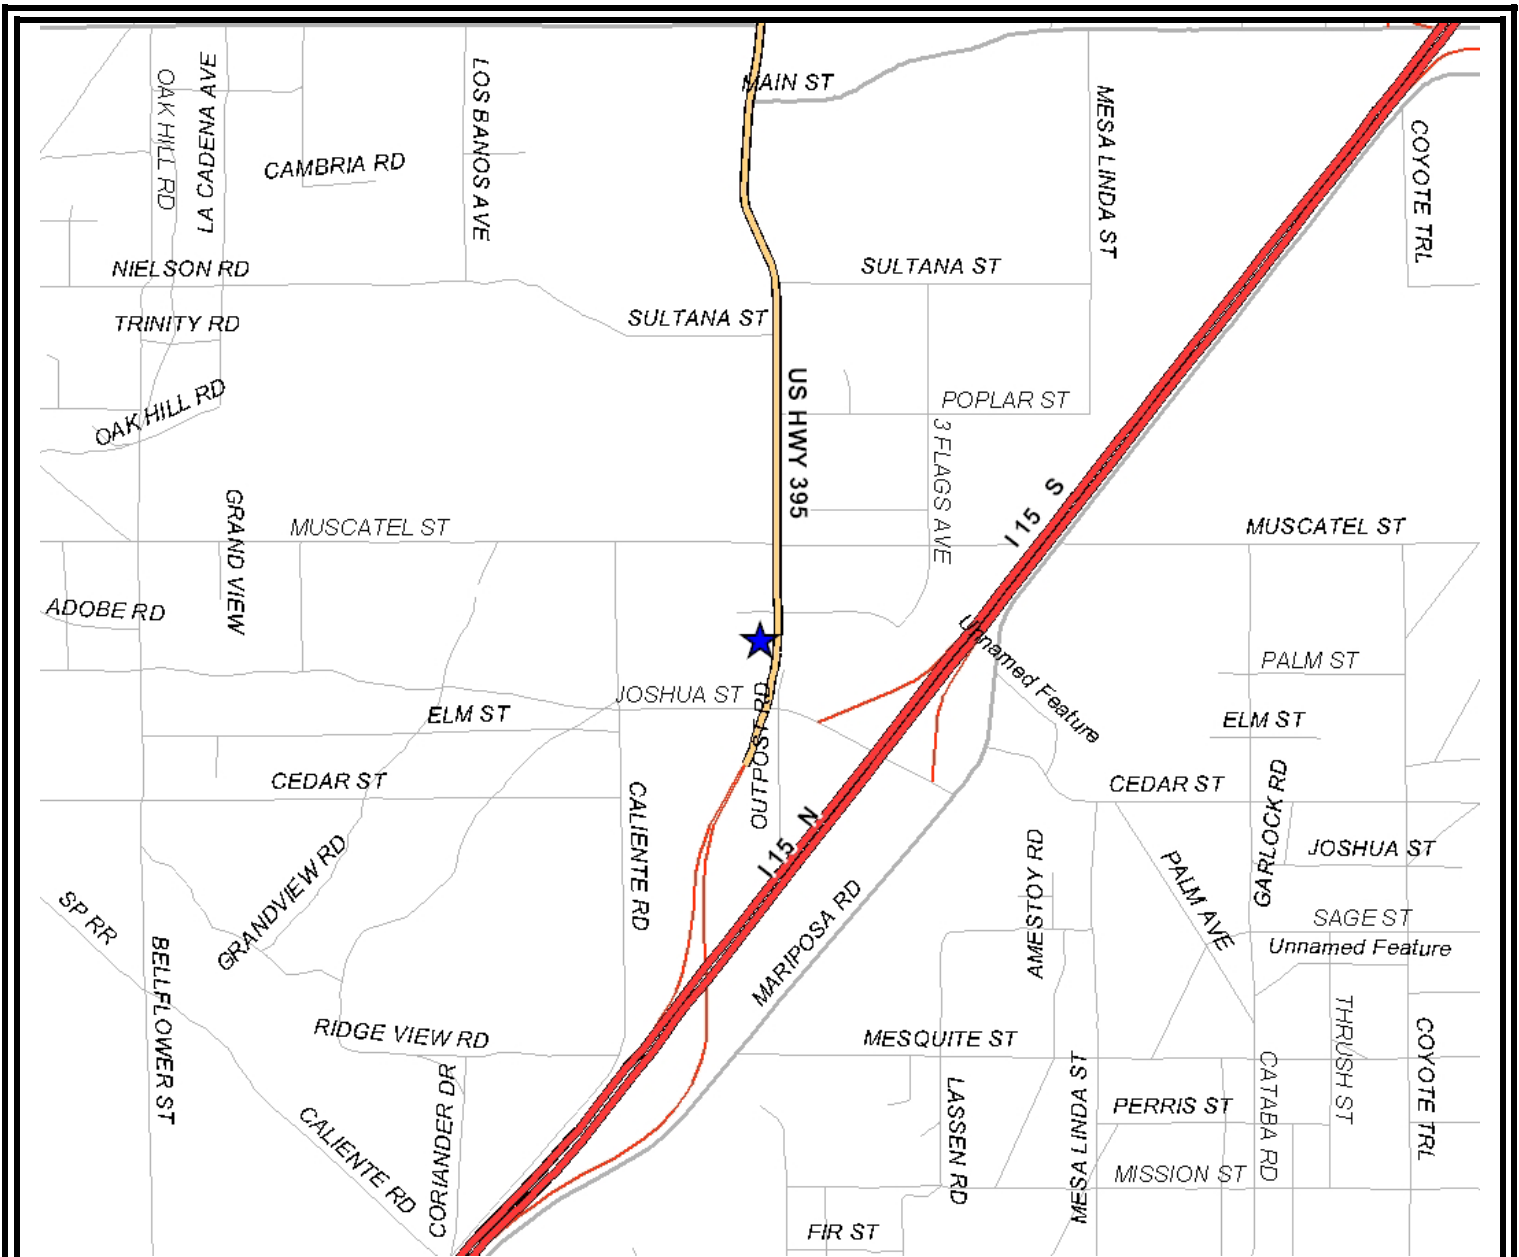 MAIN ST
OAK HILL RD
LA CADENA AVE
LOS BANOS AVE
MESA LINDA ST
COYOTE TRL
CAMBRIA RD
NIELSON RD
SULTANA ST
TRINITY RD
SULTANA ST
US HWY 395
OAK HILL RD
POPLAR ST
3 FLAGS AVE
I 15 S
GRAND VIEW
MUSCATEL ST
MUSCATEL ST
ADOBE RD
Unnamed Feature
PALM ST
JOSHUA ST
OUTPOST RD
ELM ST
ELM ST
CEDAR ST
CEDAR ST
GARLOCK RD
CALIENTE RD
I 15 N
GRANDVIEW RD
AMESTOY RD
PALM AVE
JOSHUA ST
SP RR
MARIPOSA RD
SAGE ST
Unnamed Feature
BELLFLOWER ST
RIDGE VIEW RD
MESQUITE ST
THRUSH ST
COYOTE TRL
CORIANDER DR
LASSEN RD
MESA LINDA ST
CATABA RD
PERRIS ST
CALIENTE RD
MISSION ST
FIR ST